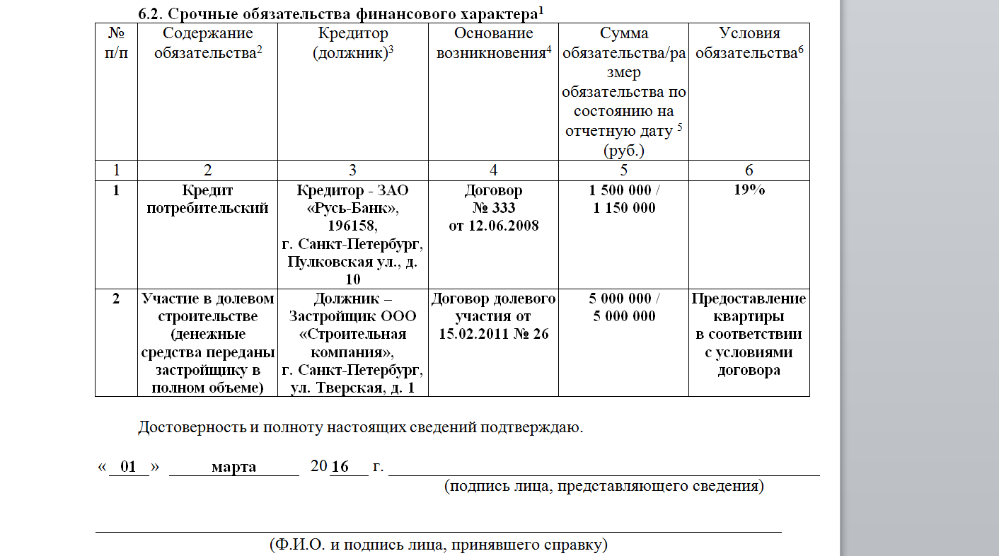 6.2. Срочные обязательства финансового характера1
№ п/п
Содержание обязательства2
Кредитор (должник)3
Основание возникновения4
Сумма обязательства/размер обязательства по состоянию на отчетную дату 5 (руб.)
Условия обязательства6
1 2 3 4 5 6
1
Кредит
потребительский
Кредитор - ЗАО
«Русь-Банк»,
196158,
г. Санкт-Петербург,
Пулковская ул., д.
10
Договор
№ 333
от 12.06.2008
1 500 000 /
1 150 000
19%
2
Участие в долевом
строительстве
(денежные
средства переданы
застройщику в
полном объеме)
Должник –
Застройщик ООО
«Строительная
компания»,
г. Санкт-Петербург,
ул. Тверская, д. 1
Договор долевого
участия от
15.02.2011 № 26
5 000 000 /
5 000 000
Предоставление
квартиры
в соответствии
с условиями
договора
Достоверность и полноту настоящих сведений подтверждаю.
« 01 » марта 20 16 г.
(подпись лица, представляющего сведения)
(Ф.И.О. и подпись лица, принявшего справку)